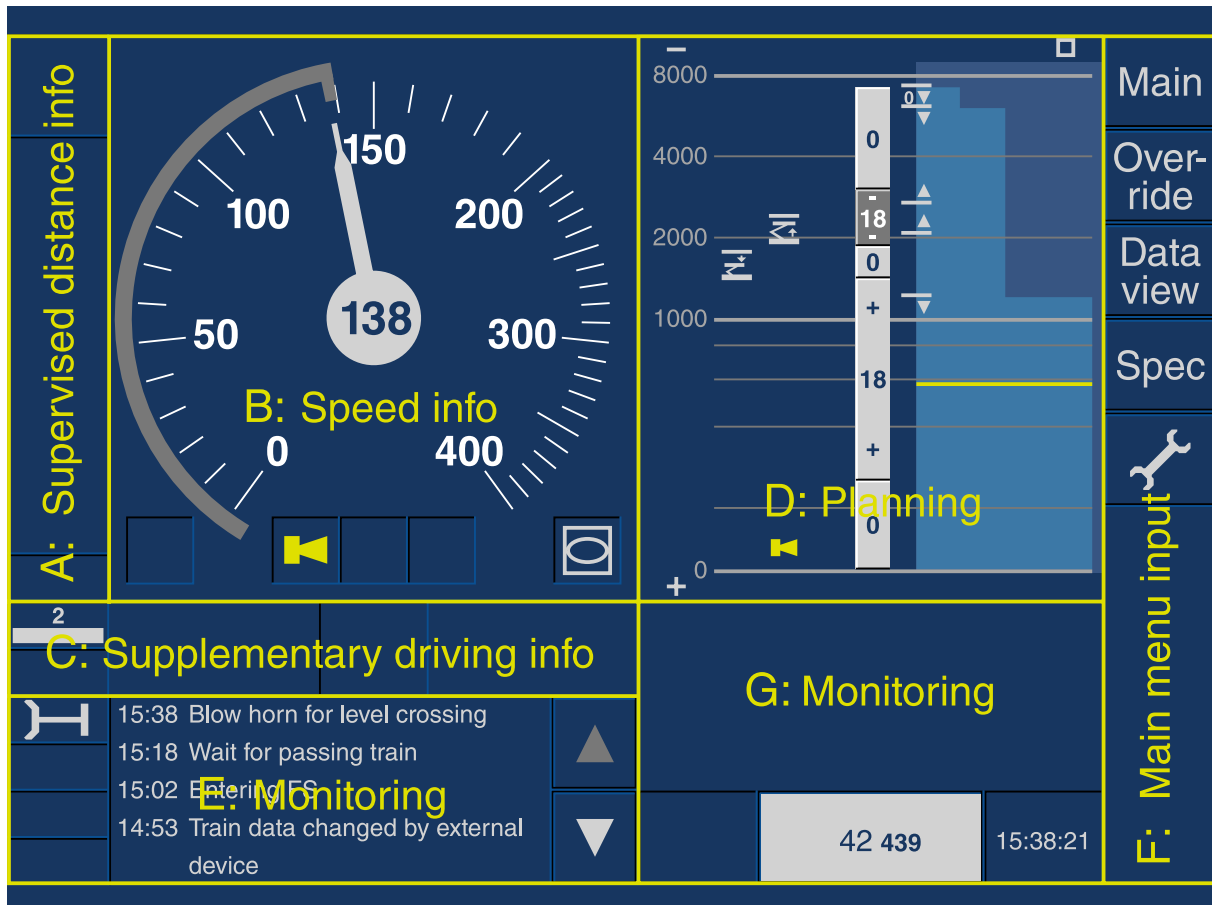 A: Supervised distance info
150
100
200
138
50
300
B: Speed info
0
400
8000
4000
2000
1000
0
0
0
-
18
-
0
+
18
+
0
D: Planning
Main
Over-
ride
Data
view
Spec
F: Main menu input
2
C: Supplementary driving info
15:38 Blow horn for level crossing
15:18 Wait for passing train
15:02 Entering FS
14:53 Train data changed by external
device
E: Monitoring
G: Monitoring
42 439
15:38:21